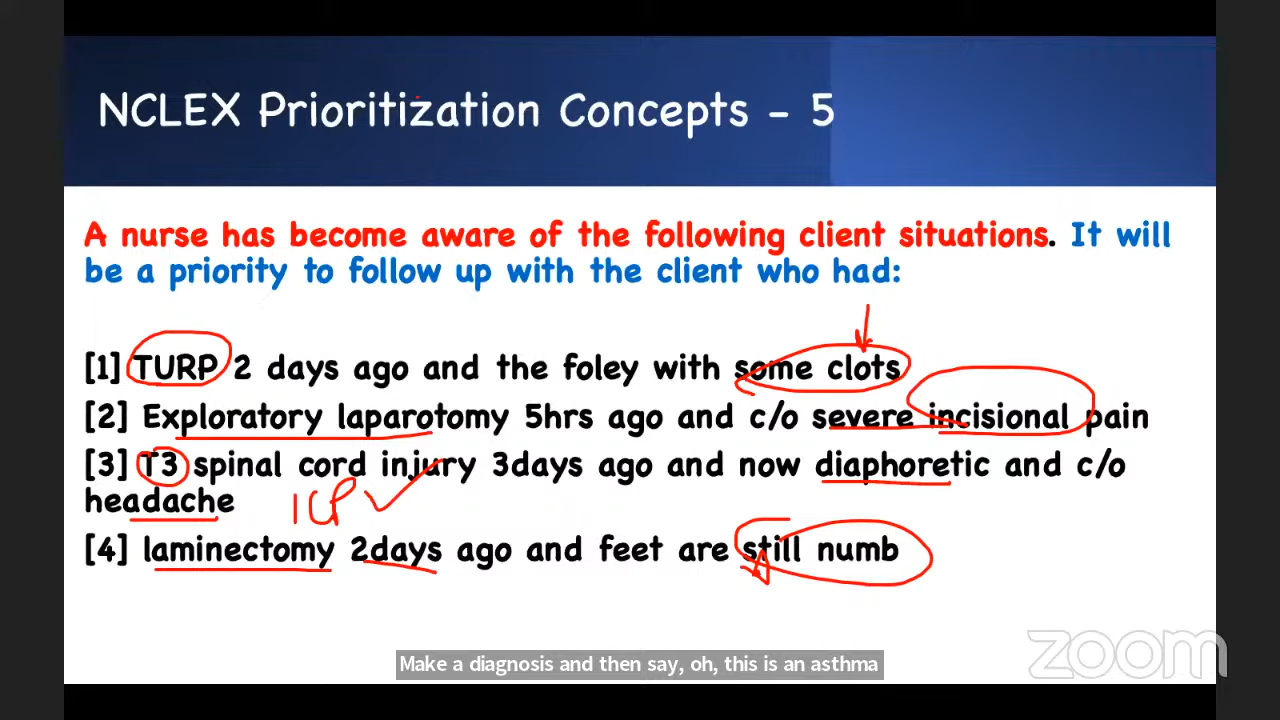 NCLEX Prioritization Concepts - 5
A nurse has become aware of the following client situations. It will
be a priority to follow up with the client who had:
[1] TURP 2 days ago and the foley with some clots
[2] Exploratory laparotomy 5hrs ago and c/o severe incisional pain
[3] T3 spinal cord injury 3days ago and now diaphoretic and c/o
headache
ICP
[4] laminectomy 2days ago and feet are still numb
Make a diagnosis and then say, oh, this is an asthma
zoom